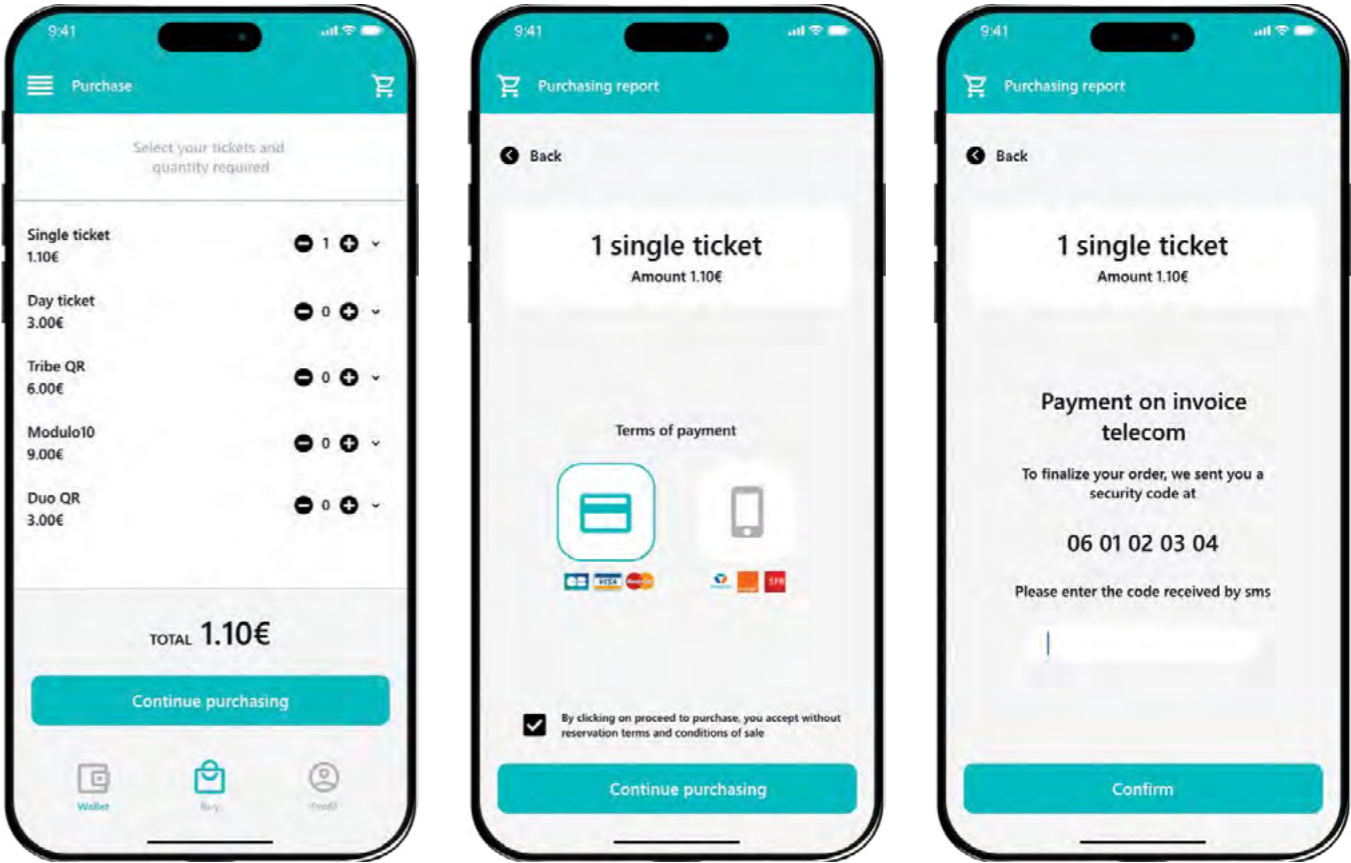 9:41
Purchase
Select your tickets and
quantity required
Single ticket
1.10€
1
Day ticket
3.00€
0
Tribe QR
6.00€
0
Modulo10
9.00€
0
Duo QR
3.00€
0
TOTAL 1.10€
Continue purchasing
Wallet
Buy
Profil
9:41
Purchasing report
Back
1 single ticket
Amount 1.10€
Terms of payment
CB
VISA
MasterCard
SFR
By clicking on proceed to purchase, you accept without
reservation terms and conditions of sale
Continue purchasing
9:41
Purchasing report
Back
1 single ticket
Amount 1.10€
Payment on invoice
telecom
To finalize your order, we sent you a
security code at
06 01 02 03 04
Please enter the code received by sms
Confirm